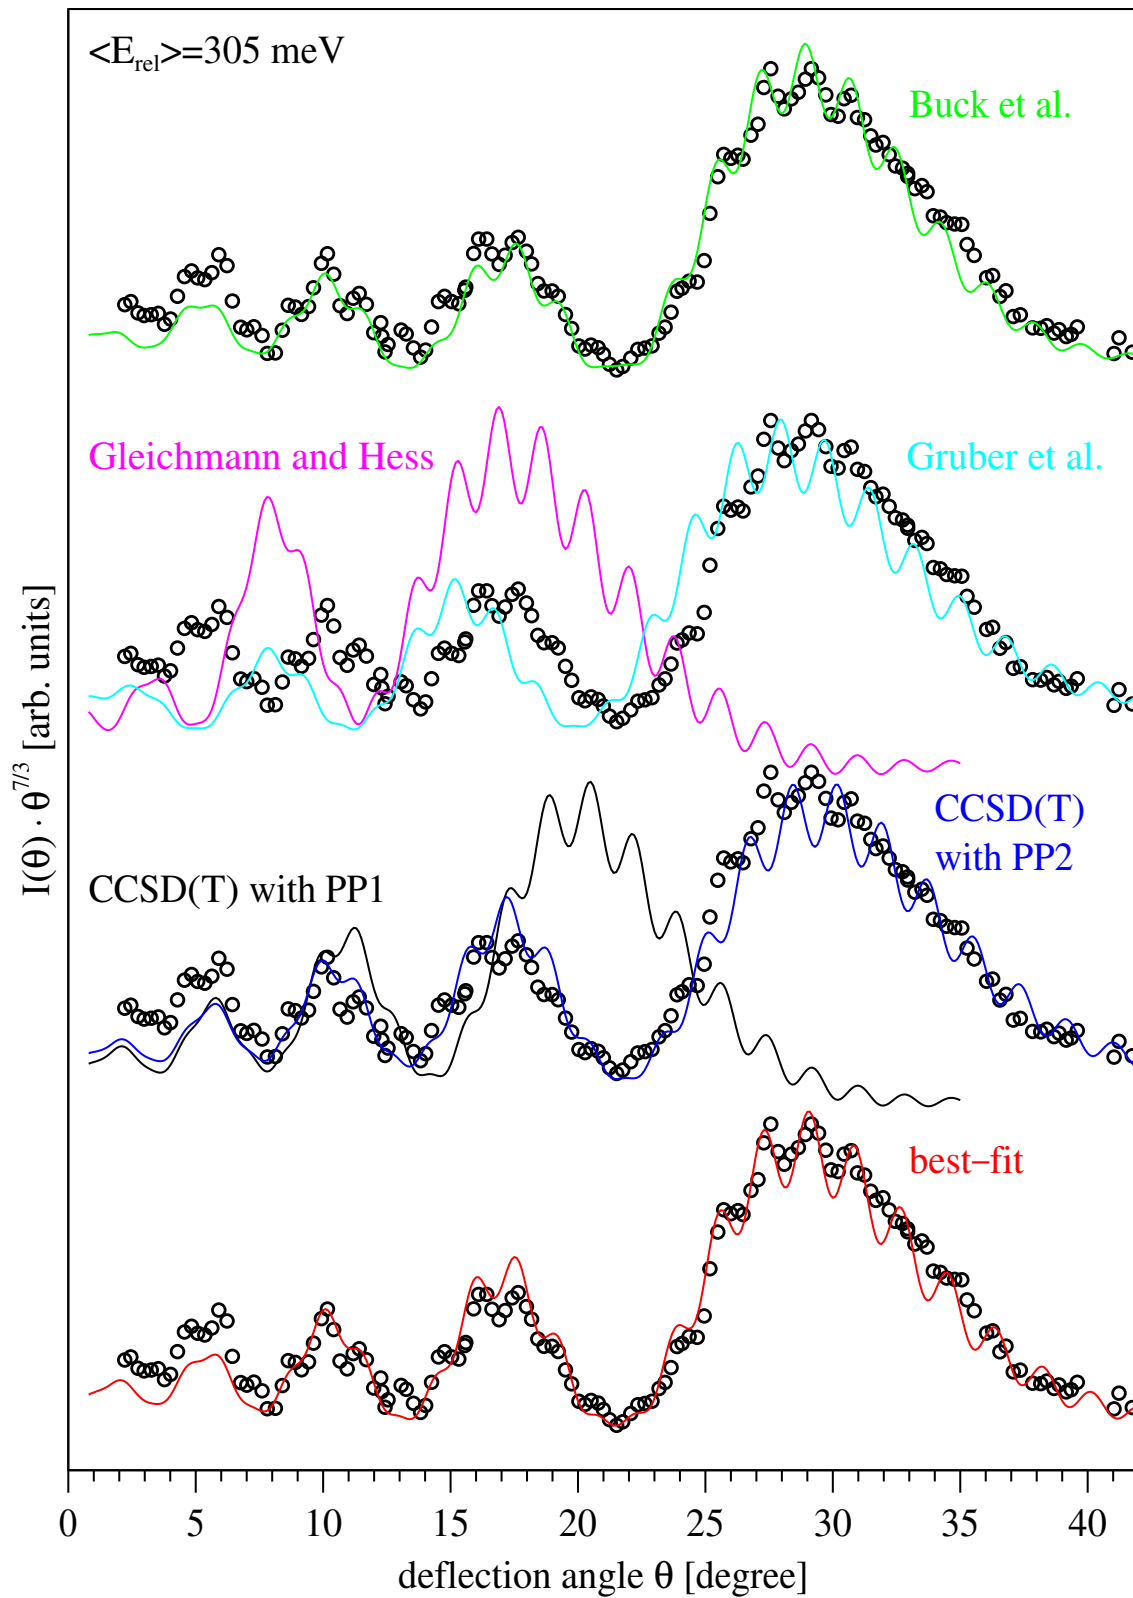 <E_rel>=305 meV
Buck et al.
Gleichmann and Hess
Gruber et al.
CCSD(T)
with PP2
CCSD(T) with PP1
best−fit
I(θ) · θ^7/3 [arb. units]
0 5 10 15 20 25 30 35 40
deflection angle θ [degree]